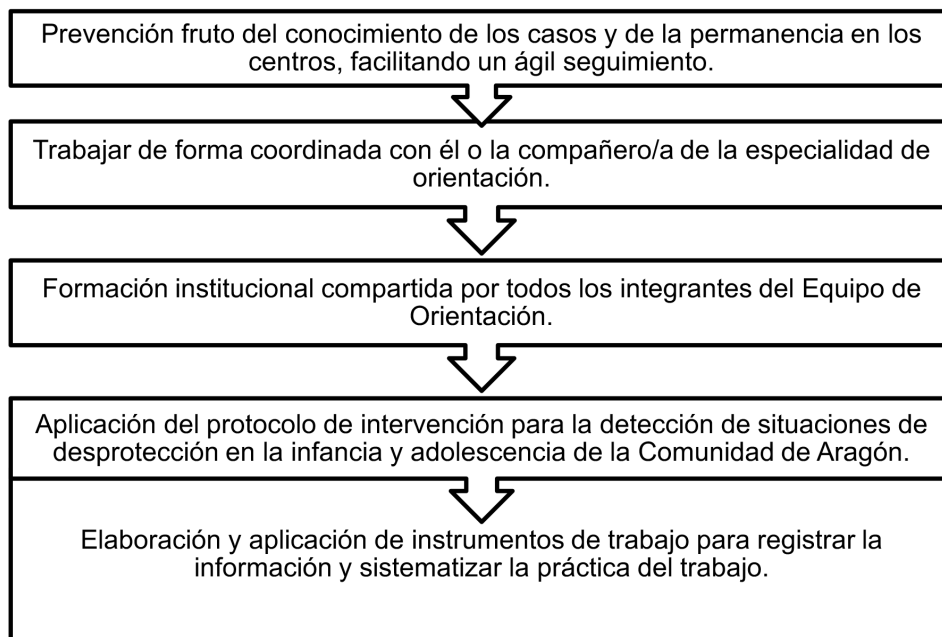 Prevención fruto del conocimiento de los casos y de la permanencia en los
centros, facilitando un ágil seguimiento.
Trabajar de forma coordinada con él o la compañero/a de la especialidad de
orientación.
Formación institucional compartida por todos los integrantes del Equipo de
Orientación.
Aplicación del protocolo de intervención para la detección de situaciones de
desprotección en la infancia y adolescencia de la Comunidad de Aragón.
Elaboración y aplicación de instrumentos de trabajo para registrar la
información y sistematizar la práctica del trabajo.